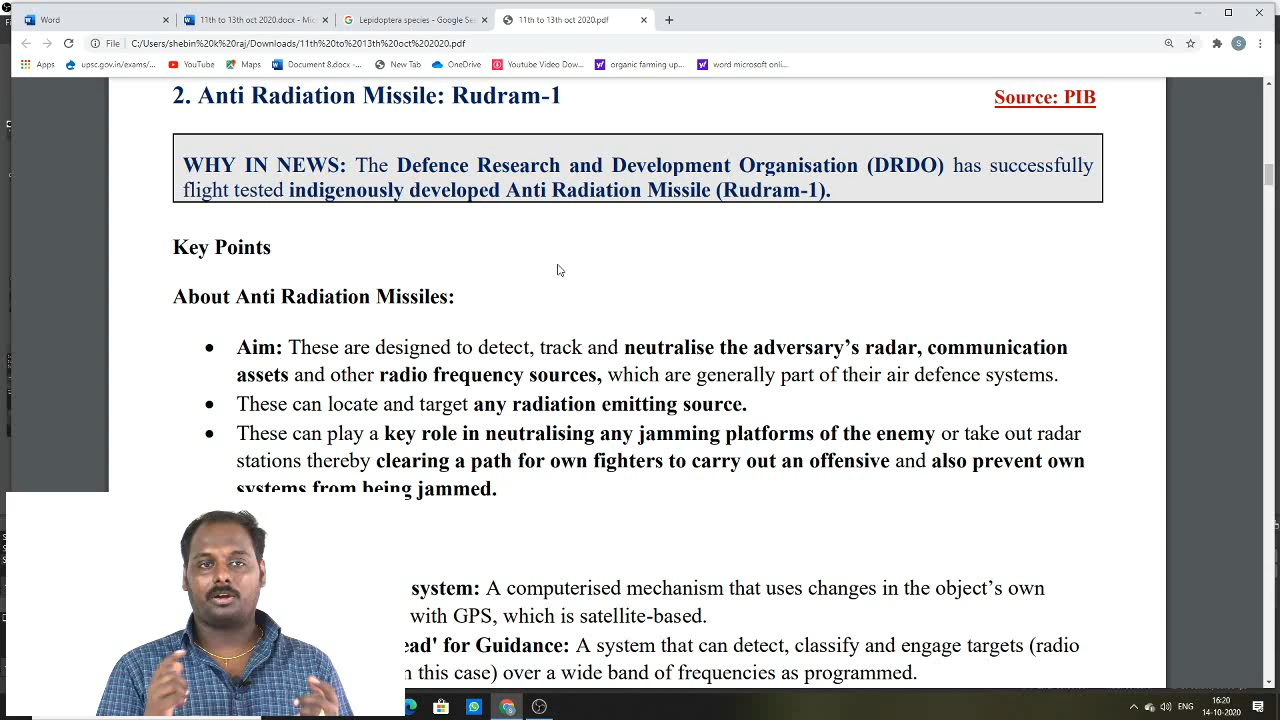 Word
11th to 13th oct 2020.docx - Mic
Lepidoptera species - Google Se
11th to 13th oct 2020.pdf
File
C:/Users/shebin%20k%20raj/Downloads/11th%20to%2013th%20oct%202020.pdf
S
Apps
upsc.gov.in/exams/...
YouTube
Maps
Document 8.docx -...
New Tab
OneDrive
Youtube Video Dow...
organic farming up...
word microsoft onli...
2. Anti Radiation Missile: Rudram-1
Source: PIB
WHY IN NEWS: The Defence Research and Development Organisation (DRDO) has successfully
flight tested indigenously developed Anti Radiation Missile (Rudram-1).
Key Points
About Anti Radiation Missiles:
• Aim: These are designed to detect, track and neutralise the adversary’s radar, communication
assets and other radio frequency sources, which are generally part of their air defence systems.
• These can locate and target any radiation emitting source.
• These can play a key role in neutralising any jamming platforms of the enemy or take out radar
stations thereby clearing a path for own fighters to carry out an offensive and also prevent own
systems from being jammed.
system: A computerised mechanism that uses changes in the object’s own
with GPS, which is satellite-based.
ead' for Guidance: A system that can detect, classify and engage targets (radio
n this case) over a wide band of frequencies as programmed.
ENG
16:20
14-10-2020